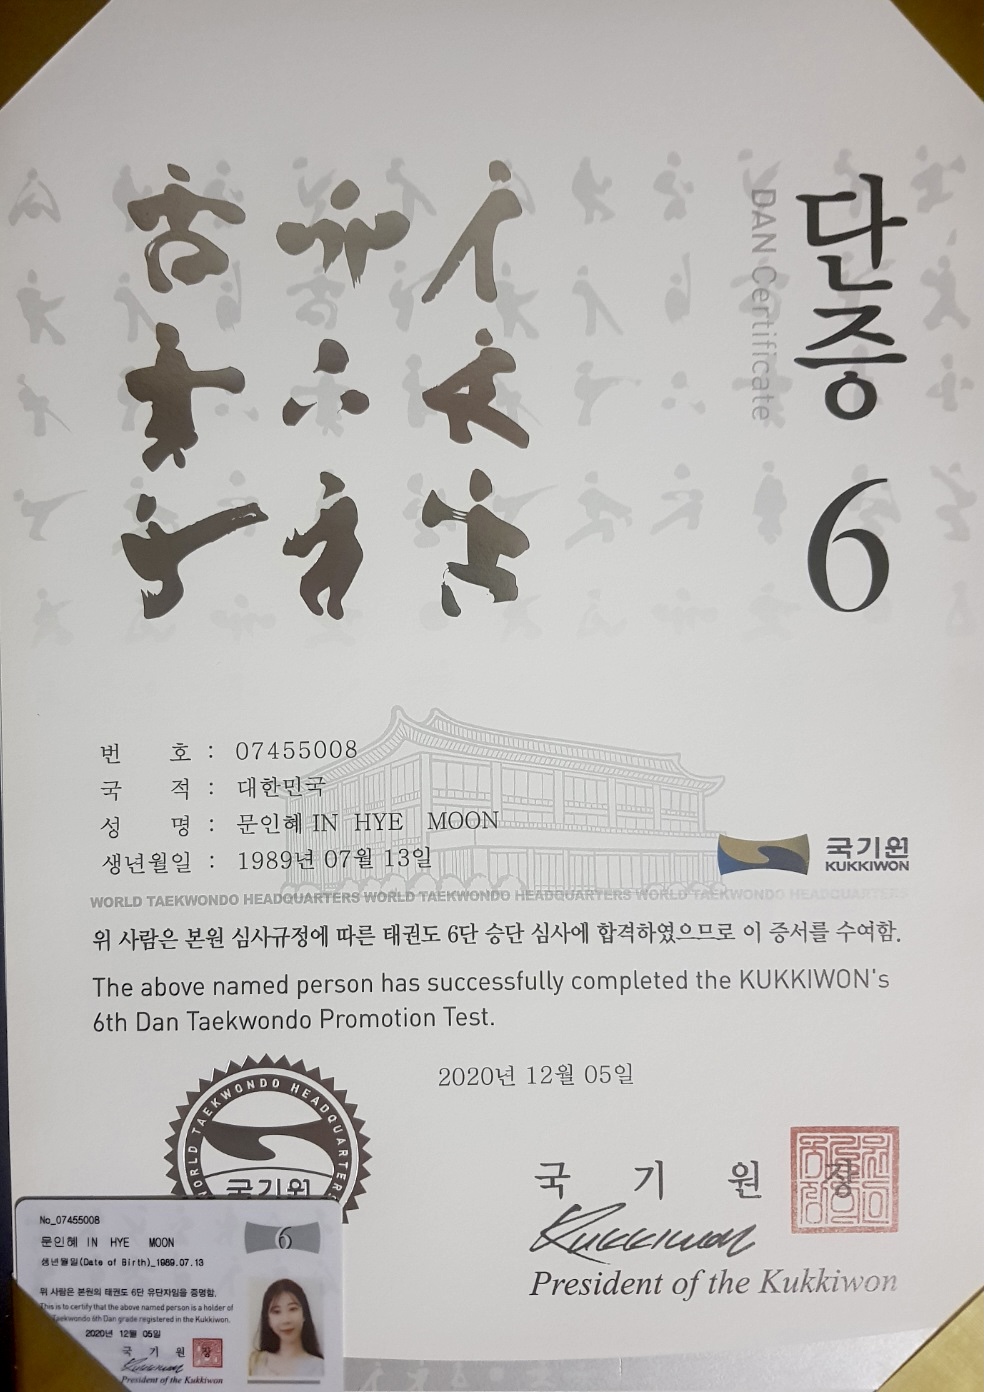 단증
DAN Certificate
6
번 호 : 07455008
국 적 : 대한민국
성 명 : 문인혜 IN HYE MOON
생년월일 : 1989년 07월 13일
국기원
KUKKIWON
WORLD TAEKWONDO HEADQUARTERS WORLD TAEKWONDO HEADQUARTERS WORLD TAEKWONDO HEADQUARTERS
위 사람은 본원 심사규정에 따른 태권도 6단 승단 심사에 합격하였으므로 이 증서를 수여함.
The above named person has successfully completed the KUKKIWON's
6th Dan Taekwondo Promotion Test.
2020년 12월 05일
WORLD TAEKWONDO HEADQUARTERS
국기원
국 기 원 장
Kukkiwon
President of the Kukkiwon
No_07455008
6
문인혜 IN HYE MOON
생년월일(Date of Birth)_1989.07.13
위 사람은 본원의 태권도 6단 유단자임을 증명함.
This is to certify that the above named person is a holder of
Taekwondo 6th Dan grade registered in the Kukkiwon.
2020년 12월 05일
국 기 원 장
Kukkiwon
President of the Kukkiwon